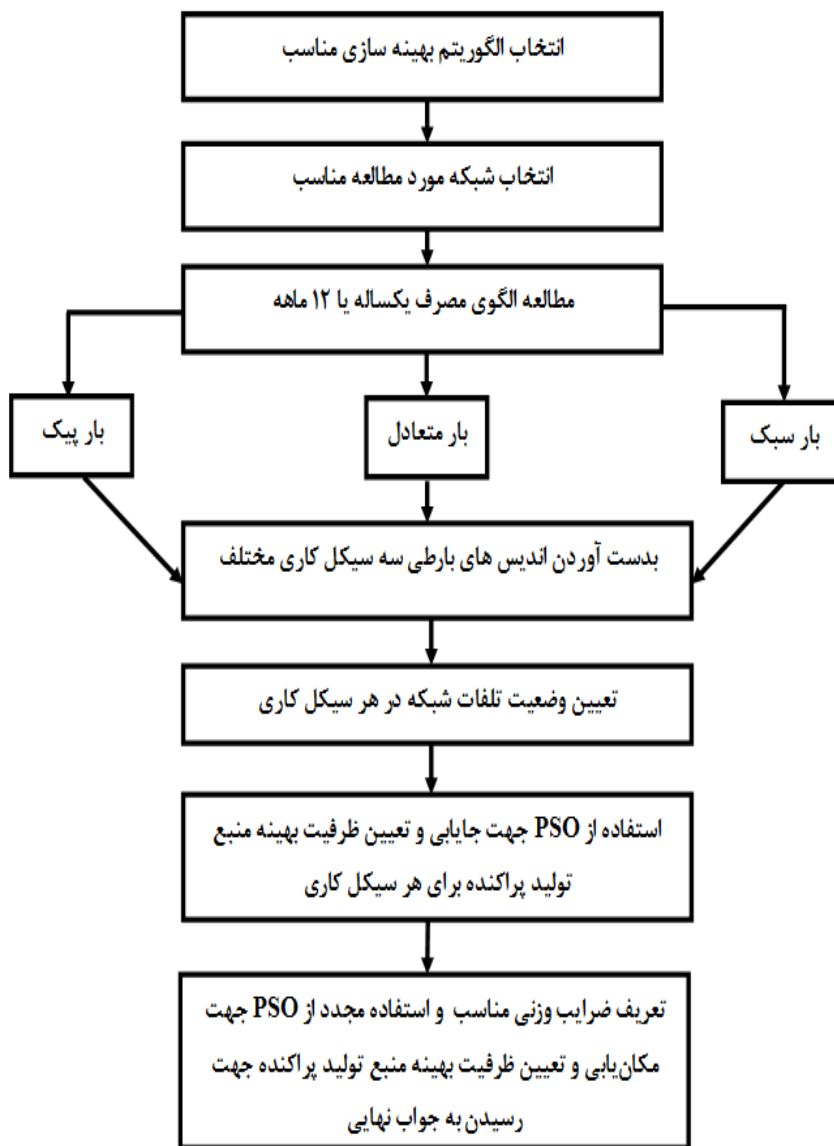 انتخاب الگوریتم بهینه سازی مناسب
انتخاب شبکه مورد مطالعه مناسب
مطالعه الگوی مصرف یکساله یا ۱۲ ماهه
بار سبک
بار متعادل
بار پیک
بدست آوردن اندیس های بارطی سه سیکل کاری مختلف
تعیین وضعیت تلفات شبکه در هر سیکل کاری
استفاده از PSO جهت جایابی و تعیین ظرفیت بهینه منبع
تولید پراکنده برای هر سیکل کاری
تعریف ضرایب وزنی مناسب و استفاده مجدد از PSO جهت
مکان‌یابی و تعیین ظرفیت بهینه منبع تولید پراکنده جهت
رسیدن به جواب نهایی